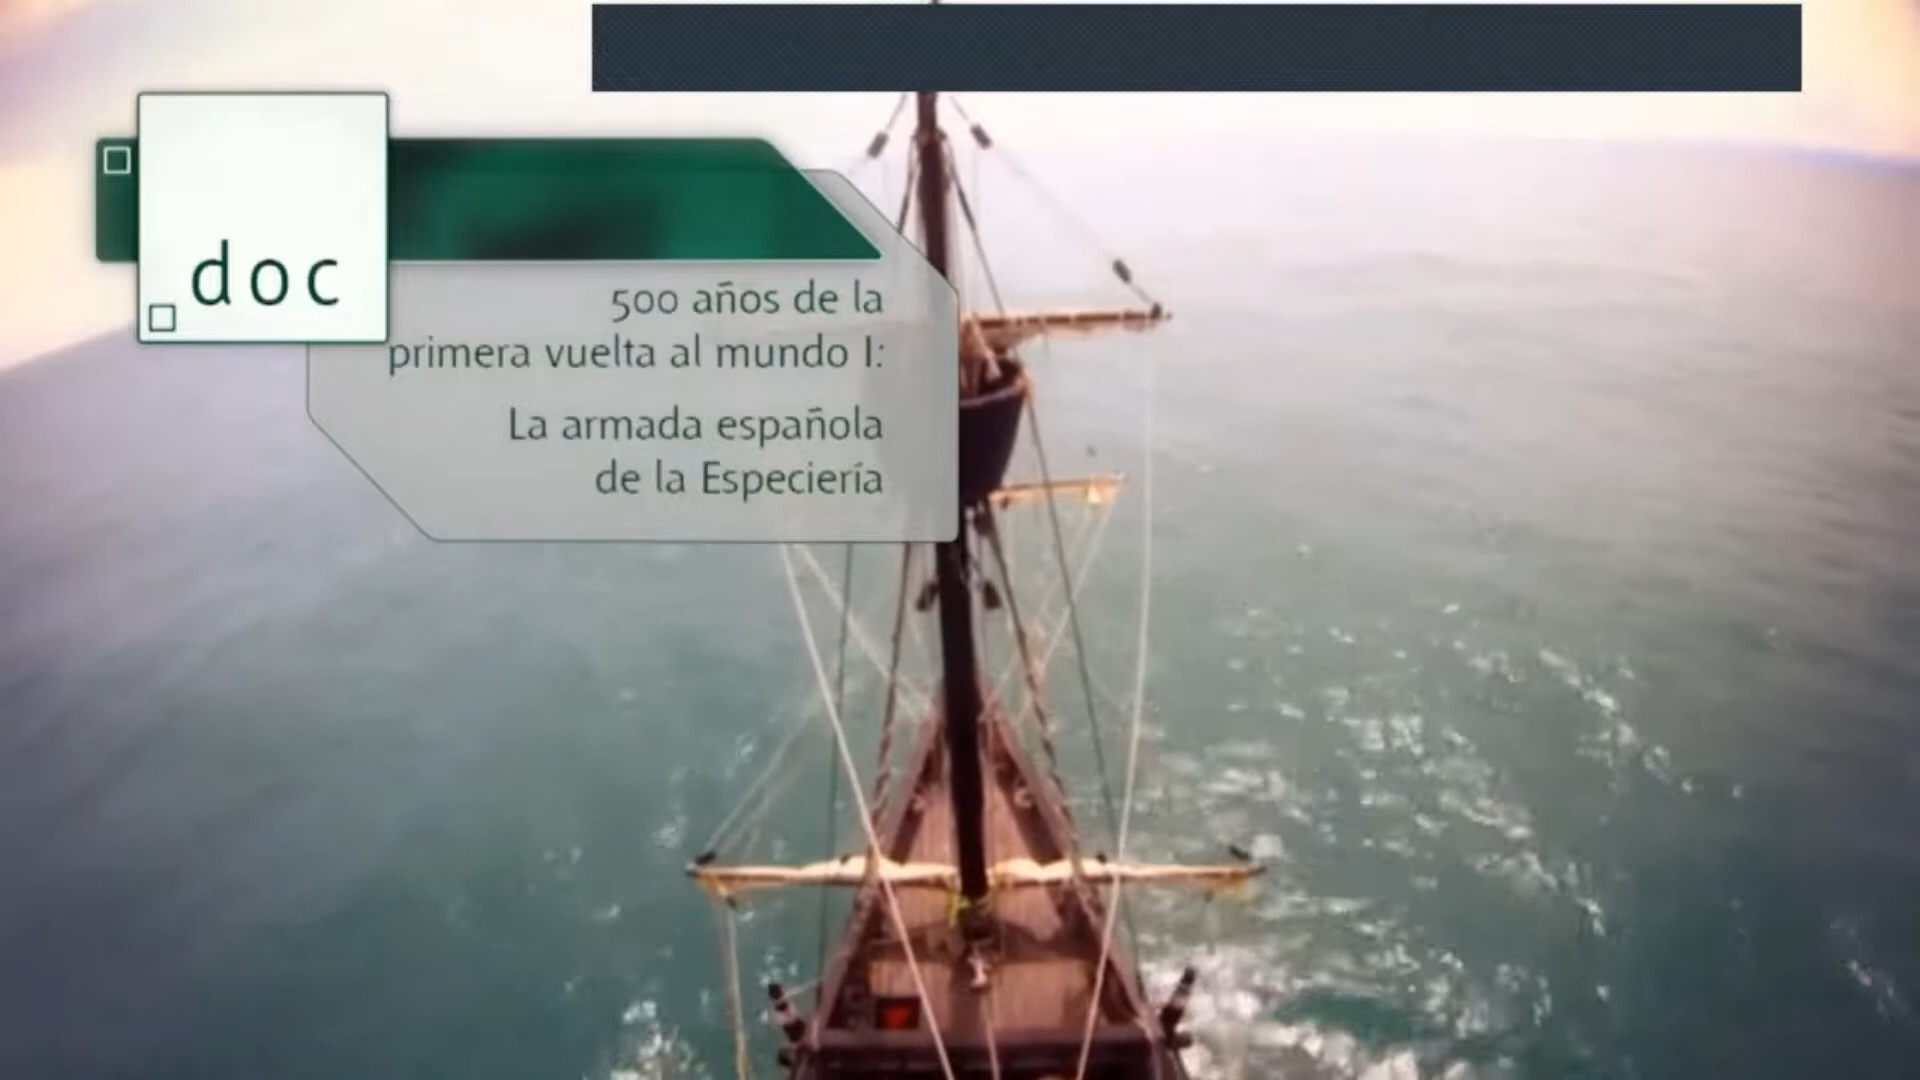 doc
500 años de la
primera vuelta al mundo I:
La armada española
de la Especiería